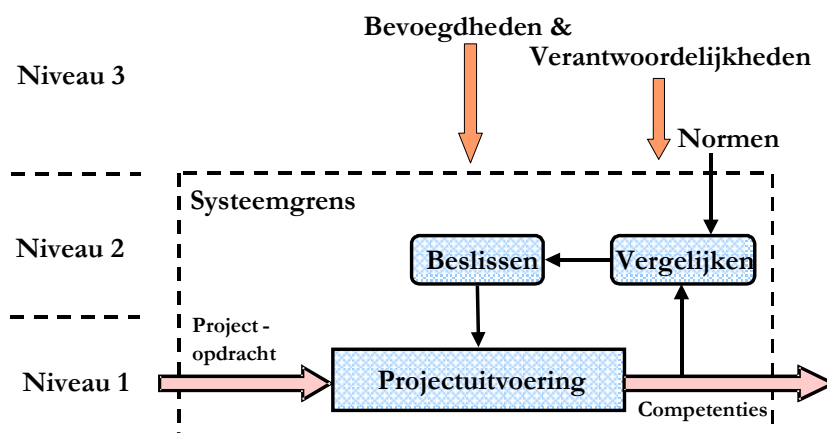 Bevoegdheden &
Verantwoordelijkheden
Niveau 3
Normen
Systeemgrens
Niveau 2
Beslissen
Vergelijken
Project -
opdracht
Niveau 1
Projectuitvoering
Competenties